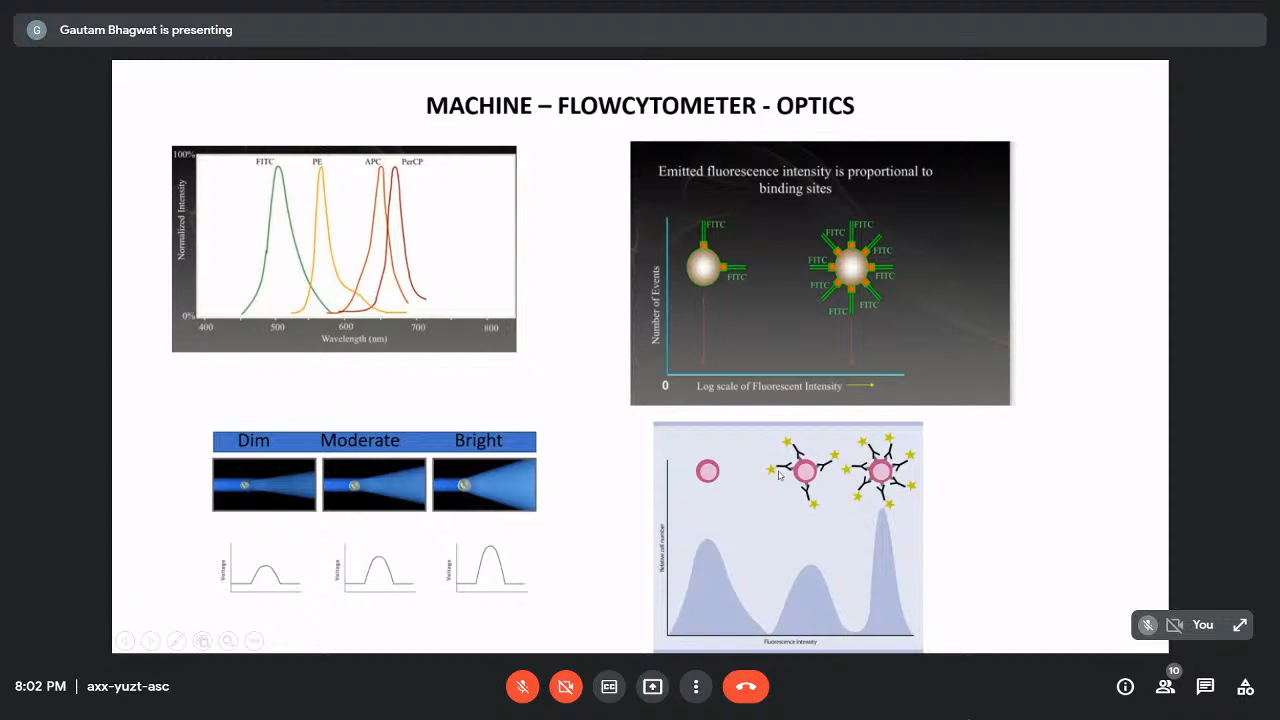 G Gautam Bhagwat is presenting
MACHINE – FLOWCYTOMETER - OPTICS
100%
FITC PE APC PerCP
Normalized Intensity
0%
400 500 600 700 800
Wavelength (nm)
Emitted fluorescence intensity is proportional to
binding sites
FITC
FITC
FITC
FITC
FITC
FITC
FITC
FITC
FITC
FITC
Number of Events
0 Log scale of Fluorescent Intensity
Dim Moderate Bright
Voltage Voltage Voltage
Relative cell number
Fluorescence intensity
You
8:02 PM | axx-yuzt-asc
CC
10